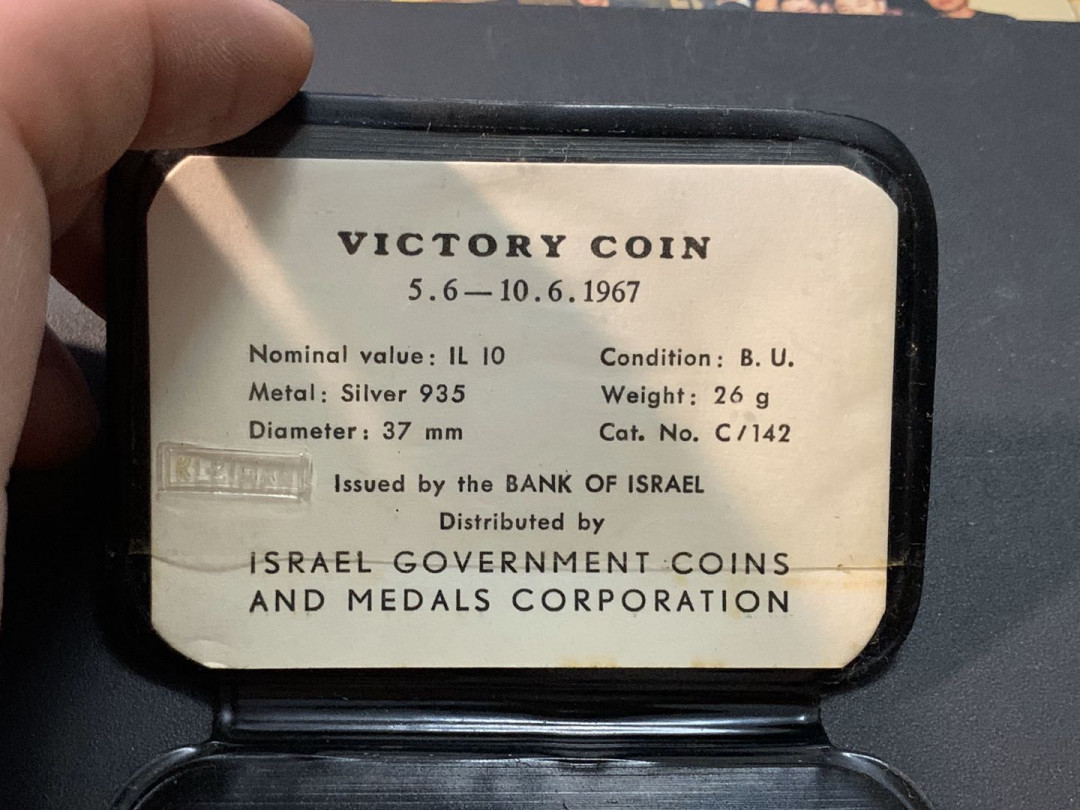 VICTORY COIN
5.6—10.6.1967
Nominal value: IL 10 Condition: B. U.
Metal: Silver 935 Weight: 26 g
Diameter: 37 mm Cat. No. C/142
Issued by the BANK OF ISRAEL
Distributed by
ISRAEL GOVERNMENT COINS
AND MEDALS CORPORATION